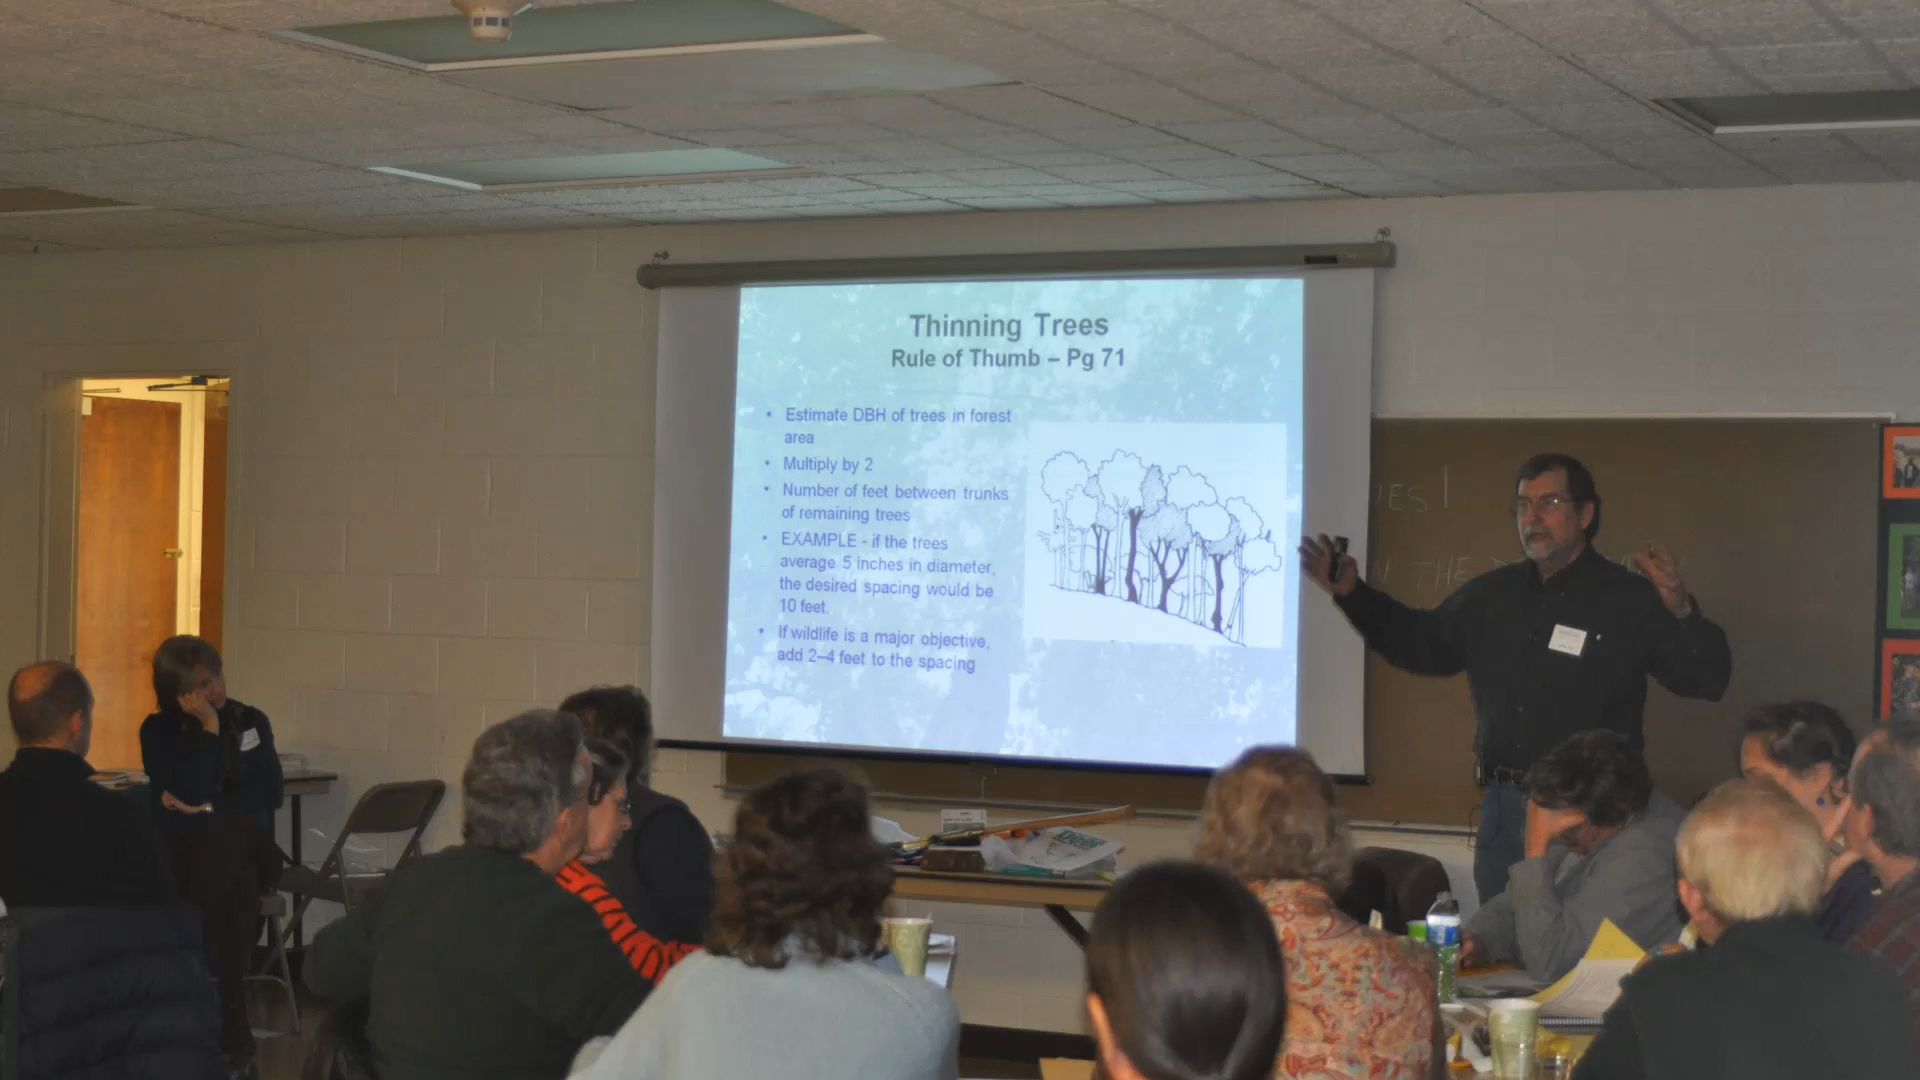 Thinning Trees
Rule of Thumb – Pg 71
• Estimate DBH of trees in forest
area
• Multiply by 2
• Number of feet between trunks
of remaining trees
• EXAMPLE - if the trees
average 5 inches in diameter,
the desired spacing would be
10 feet.
• If wildlife is a major objective,
add 2–4 feet to the spacing
THE